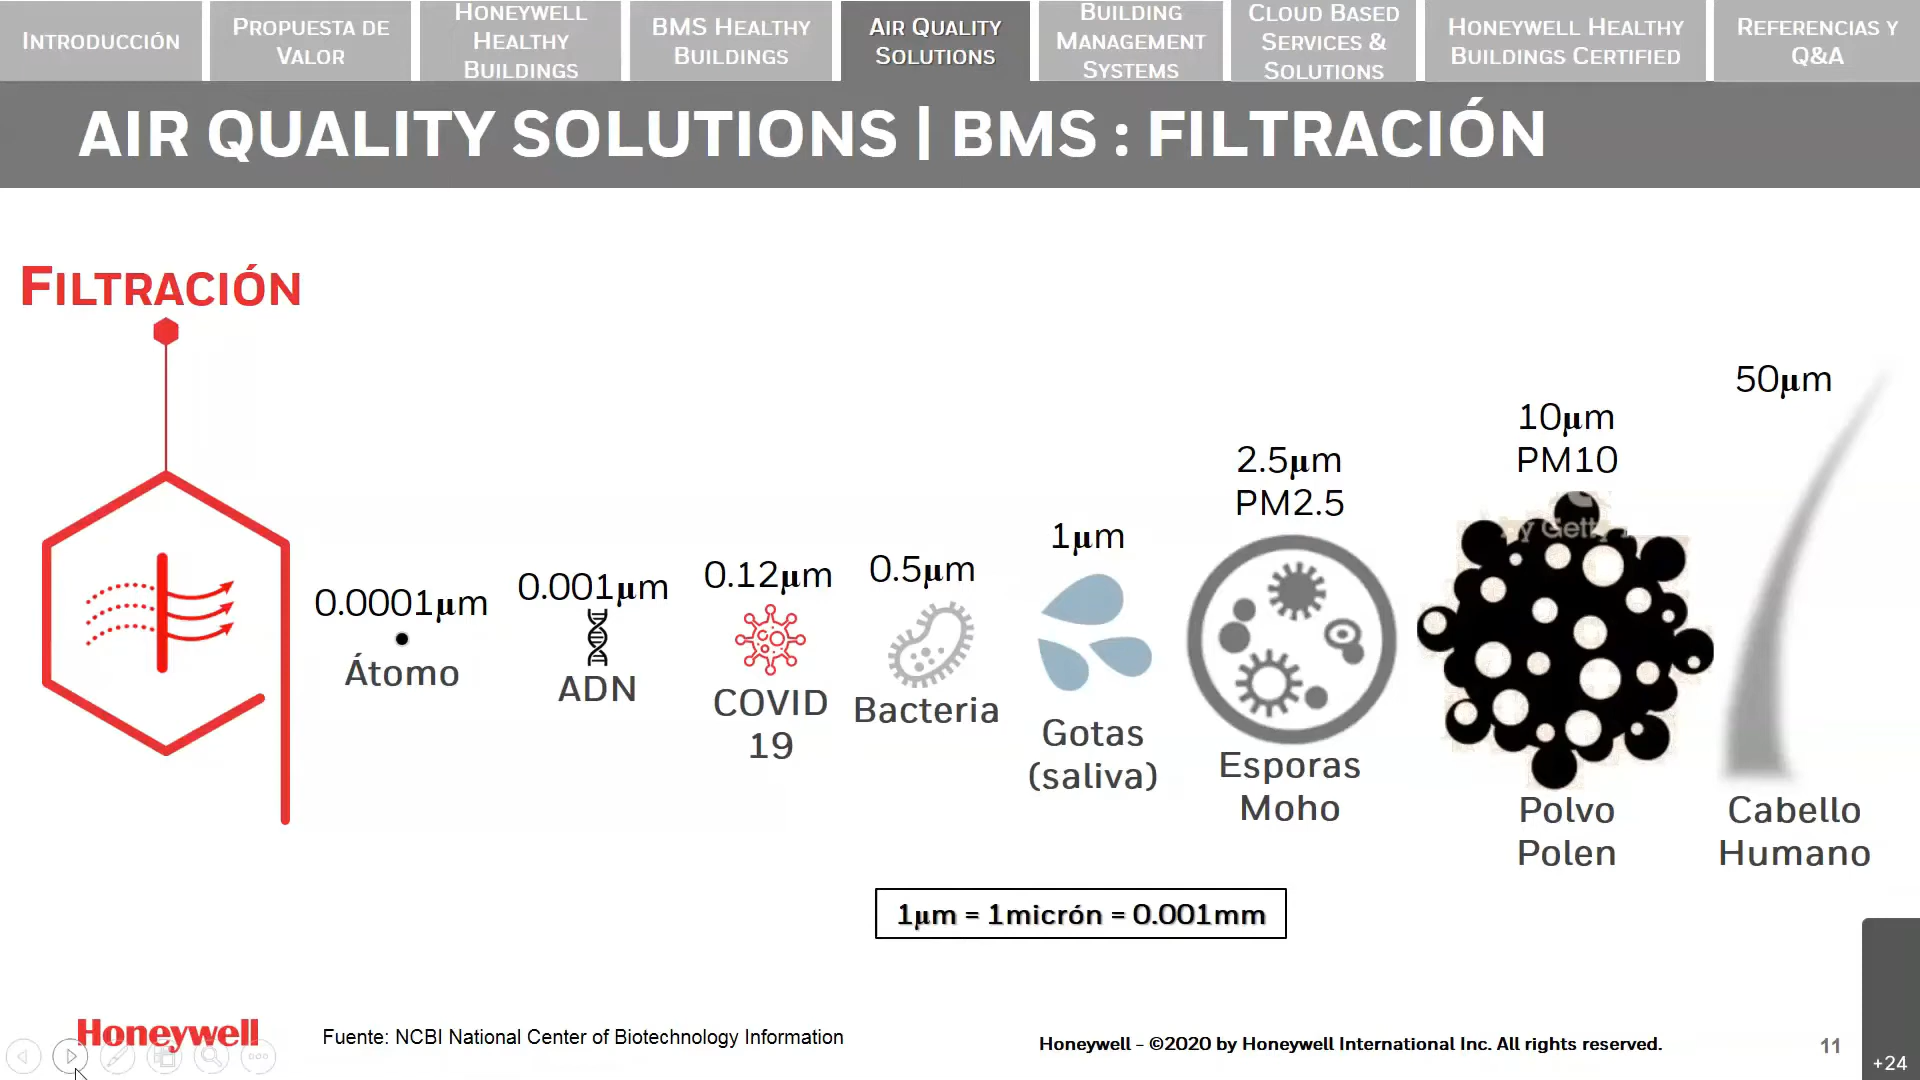 INTRODUCCIÓN
PROPUESTA DE
VALOR
HONEYWELL
HEALTHY
BUILDINGS
BMS HEALTHY
BUILDINGS
AIR QUALITY
SOLUTIONS
BUILDING
MANAGEMENT
SYSTEMS
CLOUD BASED
SERVICES &
SOLUTIONS
HONEYWELL HEALTHY
BUILDINGS CERTIFIED
REFERENCIAS Y
Q&A
AIR QUALITY SOLUTIONS | BMS : FILTRACIÓN
FILTRACIÓN
0.0001μm
Átomo
0.001μm
ADN
0.12μm
COVID
19
0.5μm
Bacteria
1μm
Gotas
(saliva)
2.5μm
PM2.5
Esporas
Moho
10μm
PM10
Polvo
Polen
50μm
Cabello
Humano
1μm = 1micrón = 0.001mm
Honeywell
Fuente: NCBI National Center of Biotechnology Information
Honeywell - ©2020 by Honeywell International Inc. All rights reserved.
11
+24